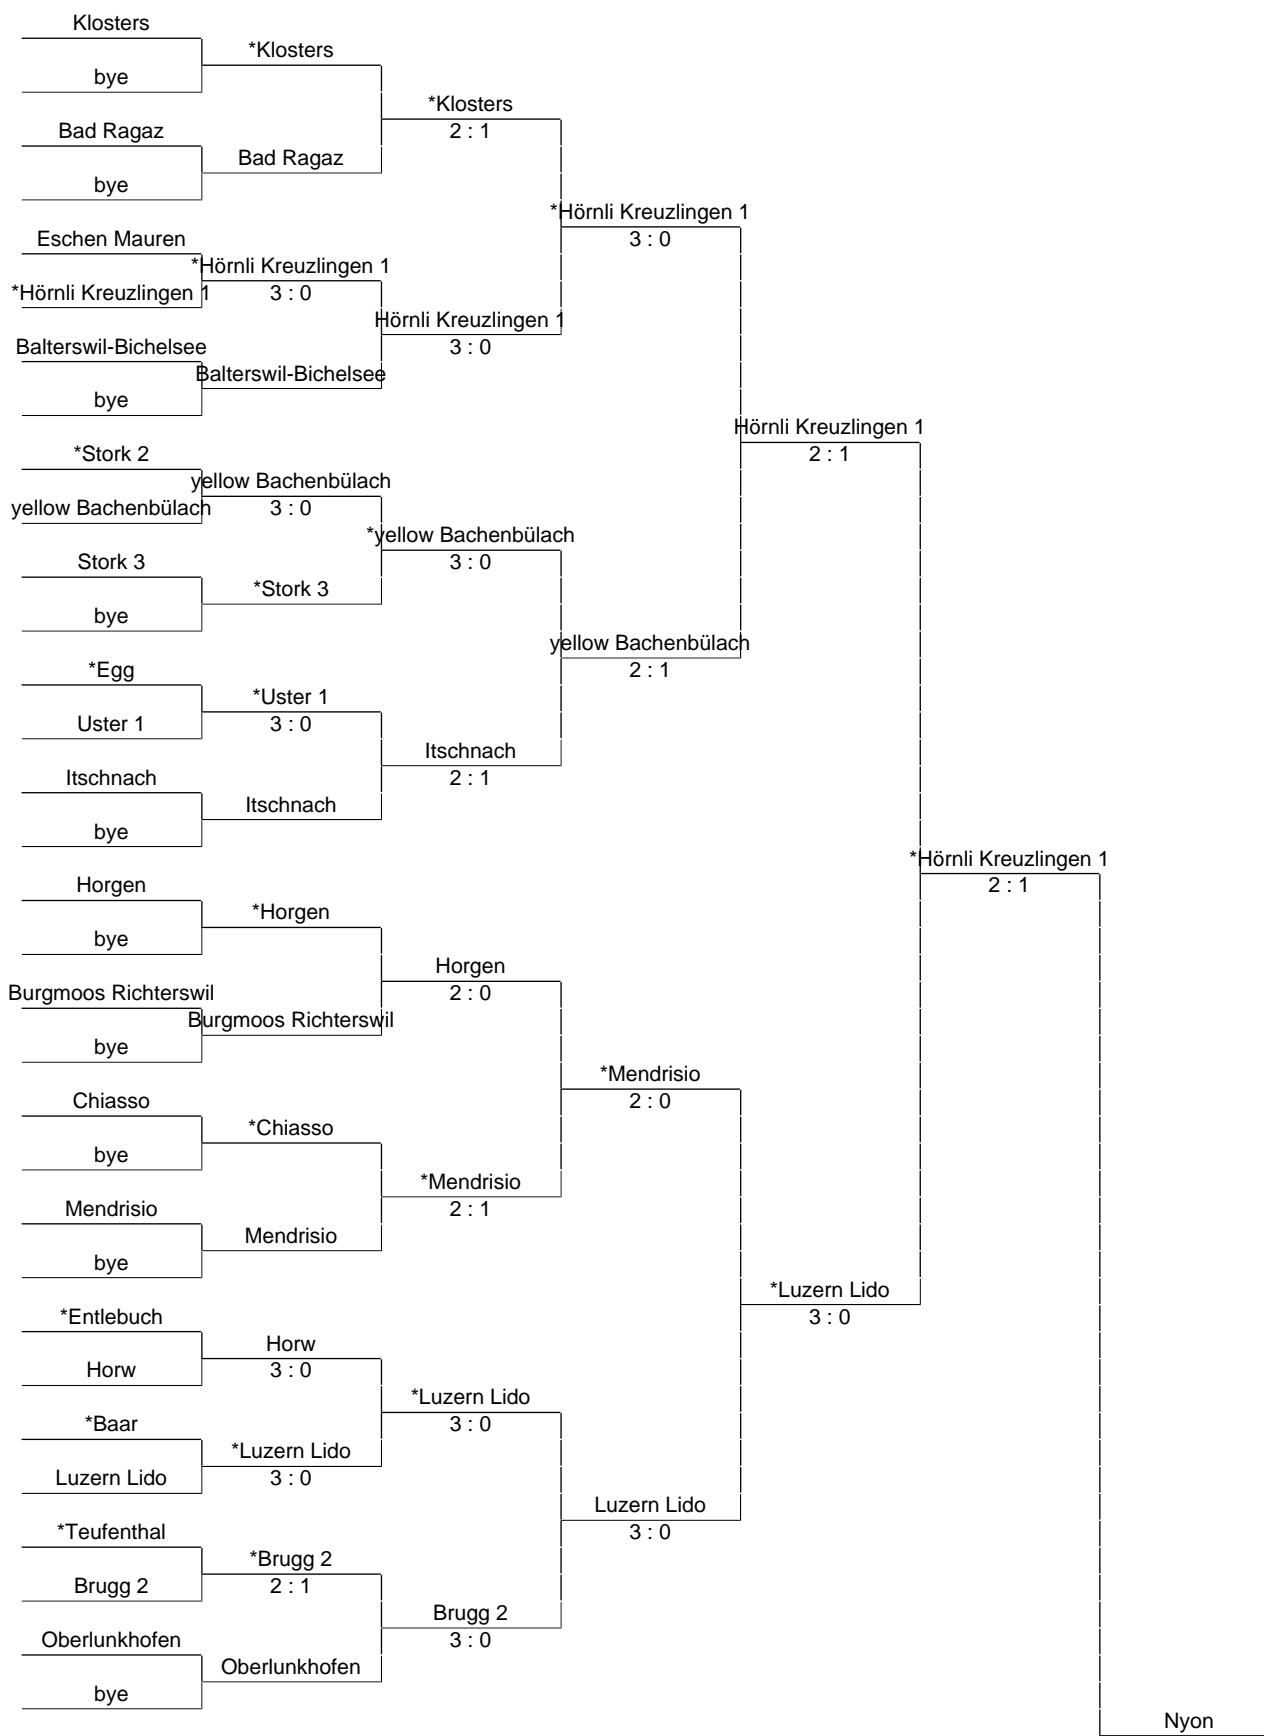 Klosters
*Klosters
bye
*Klosters
2 : 1
Bad Ragaz
Bad Ragaz
bye
*Hörnli Kreuzlingen 1
3 : 0
Eschen Mauren
*Hörnli Kreuzlingen 1
3 : 0
*Hörnli Kreuzlingen 1
Hörnli Kreuzlingen 1
3 : 0
Balterswil-Bichelsee
Balterswil-Bichelsee
bye
Hörnli Kreuzlingen 1
2 : 1
*Stork 2
yellow Bachenbülach
3 : 0
yellow Bachenbülach
*yellow Bachenbülach
3 : 0
Stork 3
*Stork 3
bye
yellow Bachenbülach
2 : 1
*Egg
*Uster 1
3 : 0
Uster 1
Itschnach
2 : 1
Itschnach
Itschnach
bye
*Hörnli Kreuzlingen 1
2 : 1
Horgen
*Horgen
bye
Horgen
2 : 0
Burgmoos Richterswil
Burgmoos Richterswil
bye
*Mendrisio
2 : 0
Chiasso
*Chiasso
bye
*Mendrisio
2 : 1
Mendrisio
Mendrisio
bye
*Luzern Lido
3 : 0
*Entlebuch
Horw
3 : 0
Horw
*Luzern Lido
3 : 0
*Baar
*Luzern Lido
3 : 0
Luzern Lido
Luzern Lido
3 : 0
*Teufenthal
*Brugg 2
2 : 1
Brugg 2
Brugg 2
3 : 0
Oberlunkhofen
Oberlunkhofen
bye
Nyon